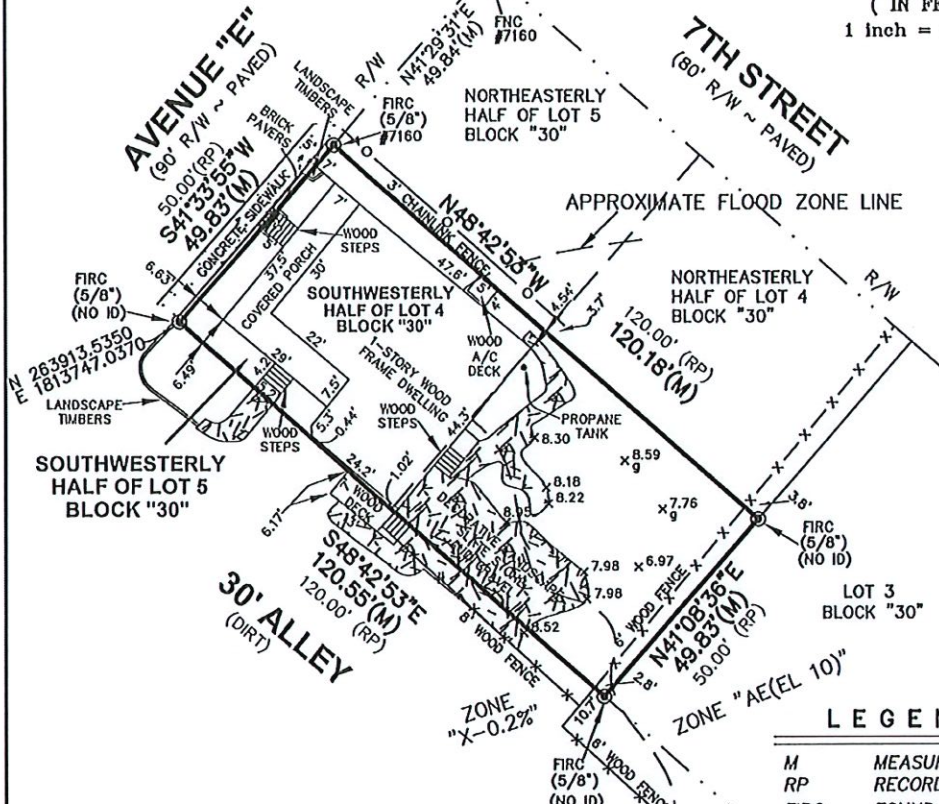 ( IN FE
1 inch =
AVENUE "E"
(90' R/W ~ PAVED)
50.00'(RP)
S41°33'55"W
49.83'(M)
LANDSCAPE
TIMBERS
BRICK
PAVERS
R/W
N41°29'31"E
49.84'(M)
FNC
#7160
FIRC
(5/8")
#7160
NORTHEASTERLY
HALF OF LOT 5
BLOCK "30"
7TH STREET
(80' R/W ~ PAVED)
APPROXIMATE FLOOD ZONE LINE
3' CHAINLINK FENCE
N48°42'53"W
120.00' (RP)
120.18'(M)
NORTHEASTERLY
HALF OF LOT 4
BLOCK "30"
R/W
5'
7'
6.63'
CONCRETE SIDEWALK
WOOD
STEPS
37.5'
COVERED PORCH
30'
47.6'
5'
4'
4.54'
3.7'
FIRC
(5/8")
(NO ID)
SOUTHWESTERLY
HALF OF LOT 4
BLOCK "30"
1-STORY WOOD
FRAME DWELLING
WOOD
A/C
DECK
N 263913.5350
E 1813747.0370
6.49'
4.2'
29'
22'
7.5'
5.3'
0.44'
LANDSCAPE
TIMBERS
WOOD
STEPS
WOOD
STEPS
44.3'
PROPANE
TANK
SOUTHWESTERLY
HALF OF LOT 5
BLOCK "30"
24.2'
1.02'
WOOD
DECK
6.17'
8.30
8.59
g
8.18
8.22
7.76
g
8.95
3.8'
FIRC
(5/8")
(NO ID)
7.98
6.97
7.98
8.52
S48°42'53"E
120.55'(M)
120.00' (RP)
30' ALLEY
(DIRT)
8' WOOD FENCE
6' WOOD FENCE
N41°08'36"E
49.83'(M)
50.00' (RP)
LOT 3
BLOCK "30"
2.8'
10.7'
ZONE
"X-0.2%"
ZONE "AE(EL 10)"
FIRC
(5/8")
(NO ID)
8' WOOD FENCE
LEGEN
M MEASU
RP RECOR